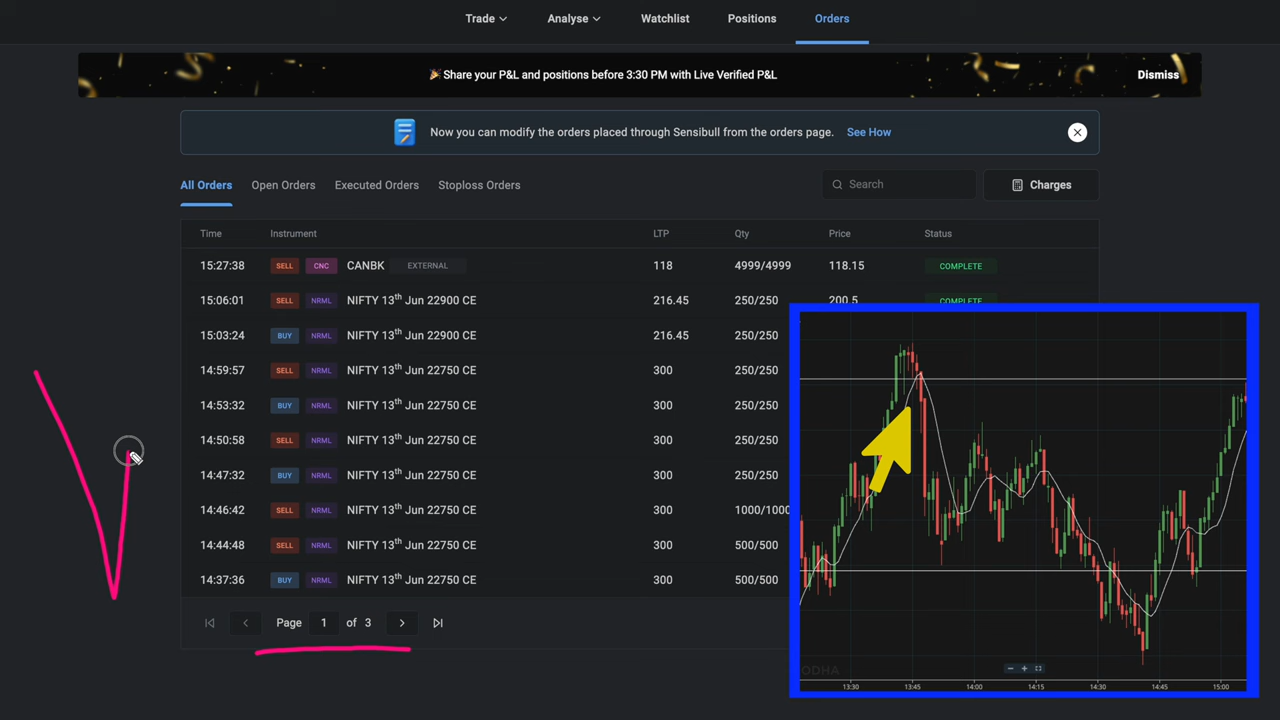 Trade Analyse Watchlist Positions Orders
🎉 Share your P&L and positions before 3:30 PM with Live Verified P&L Dismiss
Now you can modify the orders placed through Sensibull from the orders page. See How
All Orders Open Orders Executed Orders Stoploss Orders Search Charges
Time Instrument LTP Qty Price Status
15:27:38 SELL CNC CANBK EXTERNAL 118 4999/4999 118.15 COMPLETE
15:06:01 SELL NRML NIFTY 13th Jun 22900 CE 216.45 250/250 200.5 COMPLETE
15:03:24 BUY NRML NIFTY 13th Jun 22900 CE 216.45 250/250
14:59:57 SELL NRML NIFTY 13th Jun 22750 CE 300 250/250
14:53:32 BUY NRML NIFTY 13th Jun 22750 CE 300 250/250
14:50:58 SELL NRML NIFTY 13th Jun 22750 CE 300 250/250
14:47:32 BUY NRML NIFTY 13th Jun 22750 CE 300 250/250
14:46:42 SELL NRML NIFTY 13th Jun 22750 CE 300 1000/1000
14:44:48 SELL NRML NIFTY 13th Jun 22750 CE 300 500/500
14:37:36 BUY NRML NIFTY 13th Jun 22750 CE 300 500/500
Page 1 of 3
ODHA
13:30 13:45 14:00 14:15 14:30 14:45 15:00